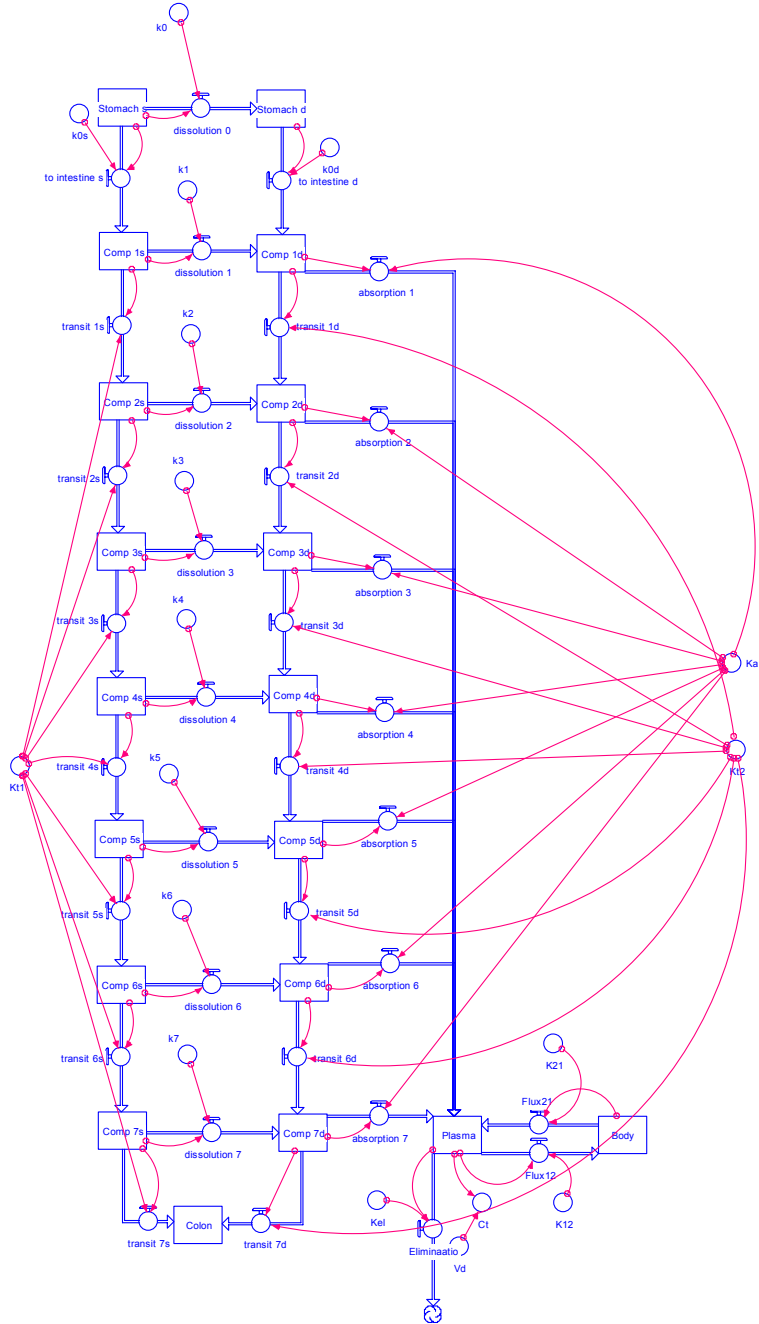 k0
Stomach s
Stomach d
k0s
dissolution 0
k0d
to intestine s
k1
to intestine d
Comp 1s
Comp 1d
dissolution 1
absorption 1
k2
transit 1s
transit 1d
Comp 2s
Comp 2d
dissolution 2
absorption 2
k3
transit 2s
transit 2d
Comp 3s
Comp 3d
dissolution 3
absorption 3
k4
transit 3s
transit 3d
Ka
Comp 4s
Comp 4d
dissolution 4
absorption 4
k5
transit 4s
transit 4d
Kt2
Kt1
Comp 5s
Comp 5d
absorption 5
dissolution 5
k6
transit 5s
transit 5d
Comp 6s
Comp 6d
absorption 6
dissolution 6
k7
transit 6s
transit 6d
K21
Flux21
Comp 7s
Comp 7d
absorption 7
Plasma
Body
dissolution 7
Flux12
Colon
Kel
Ct
K12
transit 7s
transit 7d
Eliminaatio
Vd